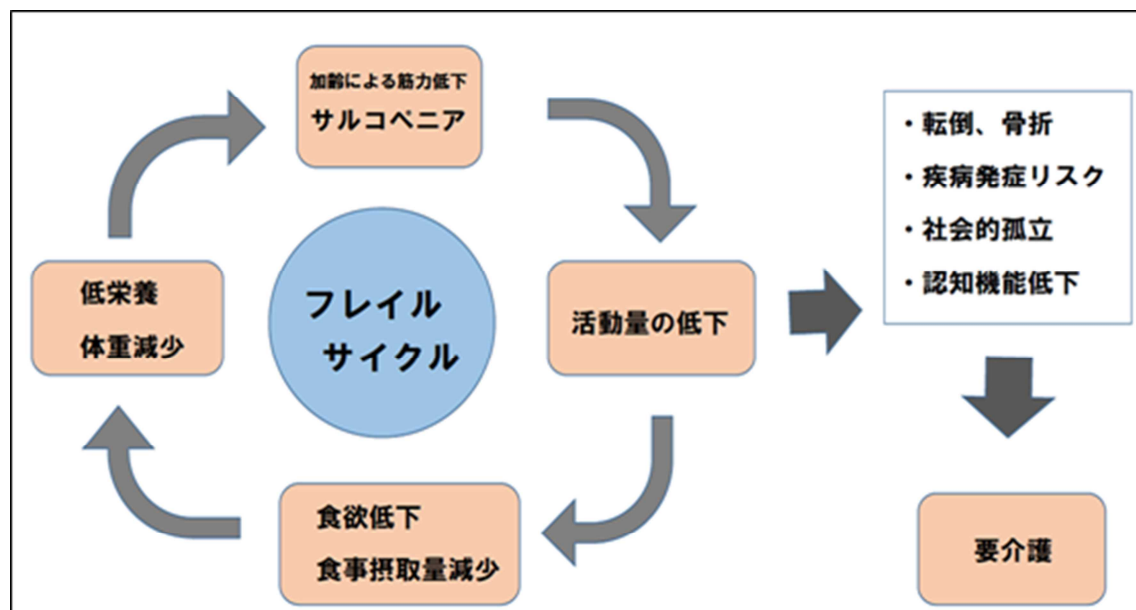 加齢による筋力低下
サルコペニア
・転倒、骨折
・疾病発症リスク
・社会的孤立
・認知機能低下
低栄養
体重減少
フレイル
サイクル
活動量の低下
食欲低下
食事摂取量減少
要介護